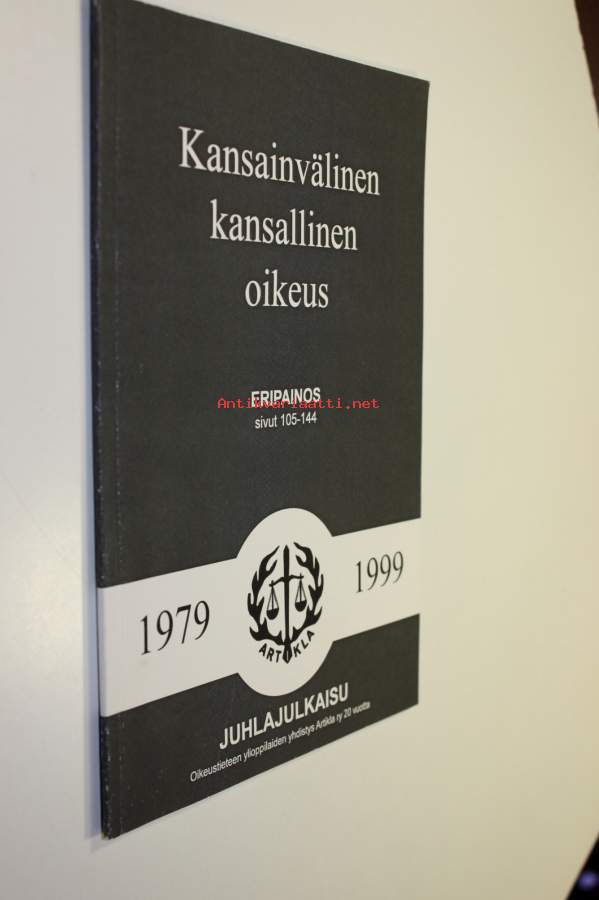 Kansainvälinen
kansallinen
oikeus
ERIPAINOS
Antikvariaatti.net
sivut 105-144
1979
1999
ARTIKLA
JUHLAJULKAISU
Oikeustieteen ylioppilaiden yhdistys Artikla ry 20 vuotta